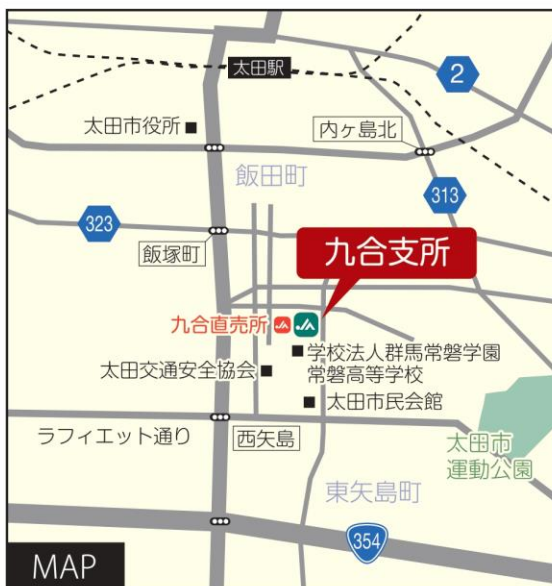 太田駅
2
太田市役所
内ヶ島北
飯田町
313
323
飯塚町
九合支所
九合直売所
JA
JA
学校法人群馬常磐学園
常磐高等学校
太田交通安全協会
太田市民会館
ラフィエット通り
西矢島
太田市
運動公園
東矢島町
354
MAP